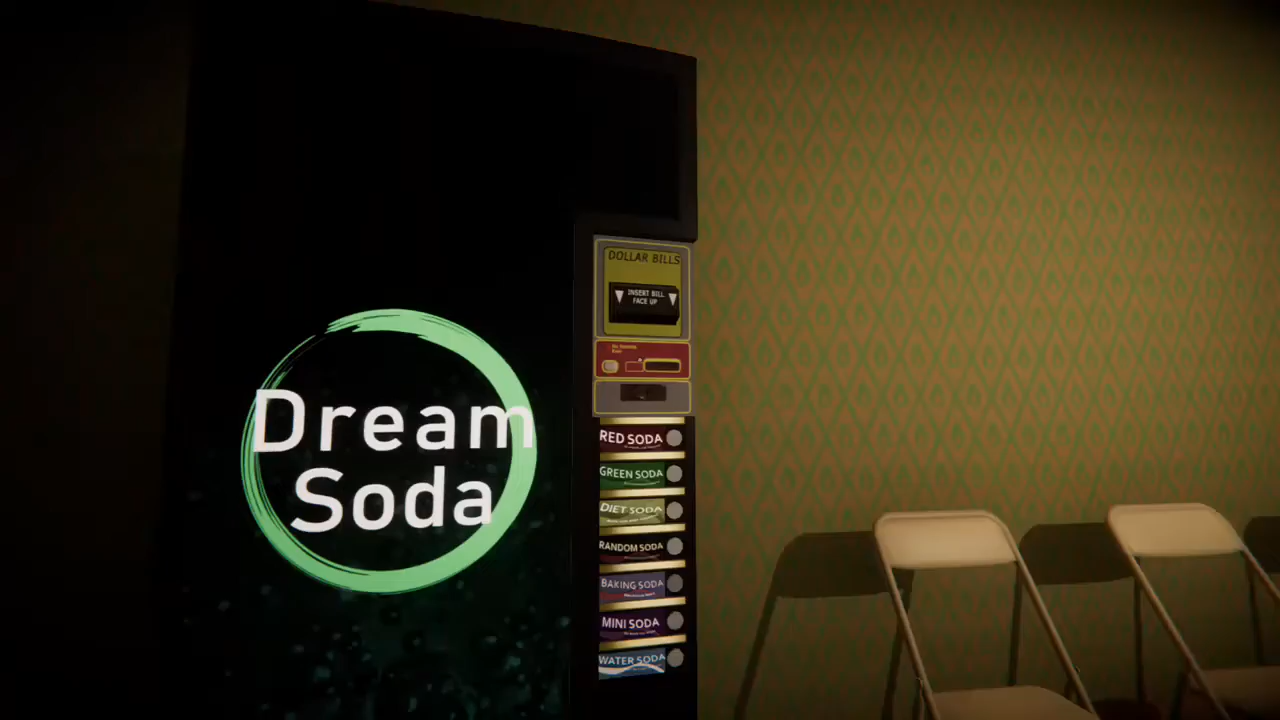 DOLLAR BILLS
INSERT BILL
FACE UP
Dream
Soda
RED SODA
GREEN SODA
DIET SODA
RANDOM SODA
BAKING SODA
MINI SODA
WATER SODA